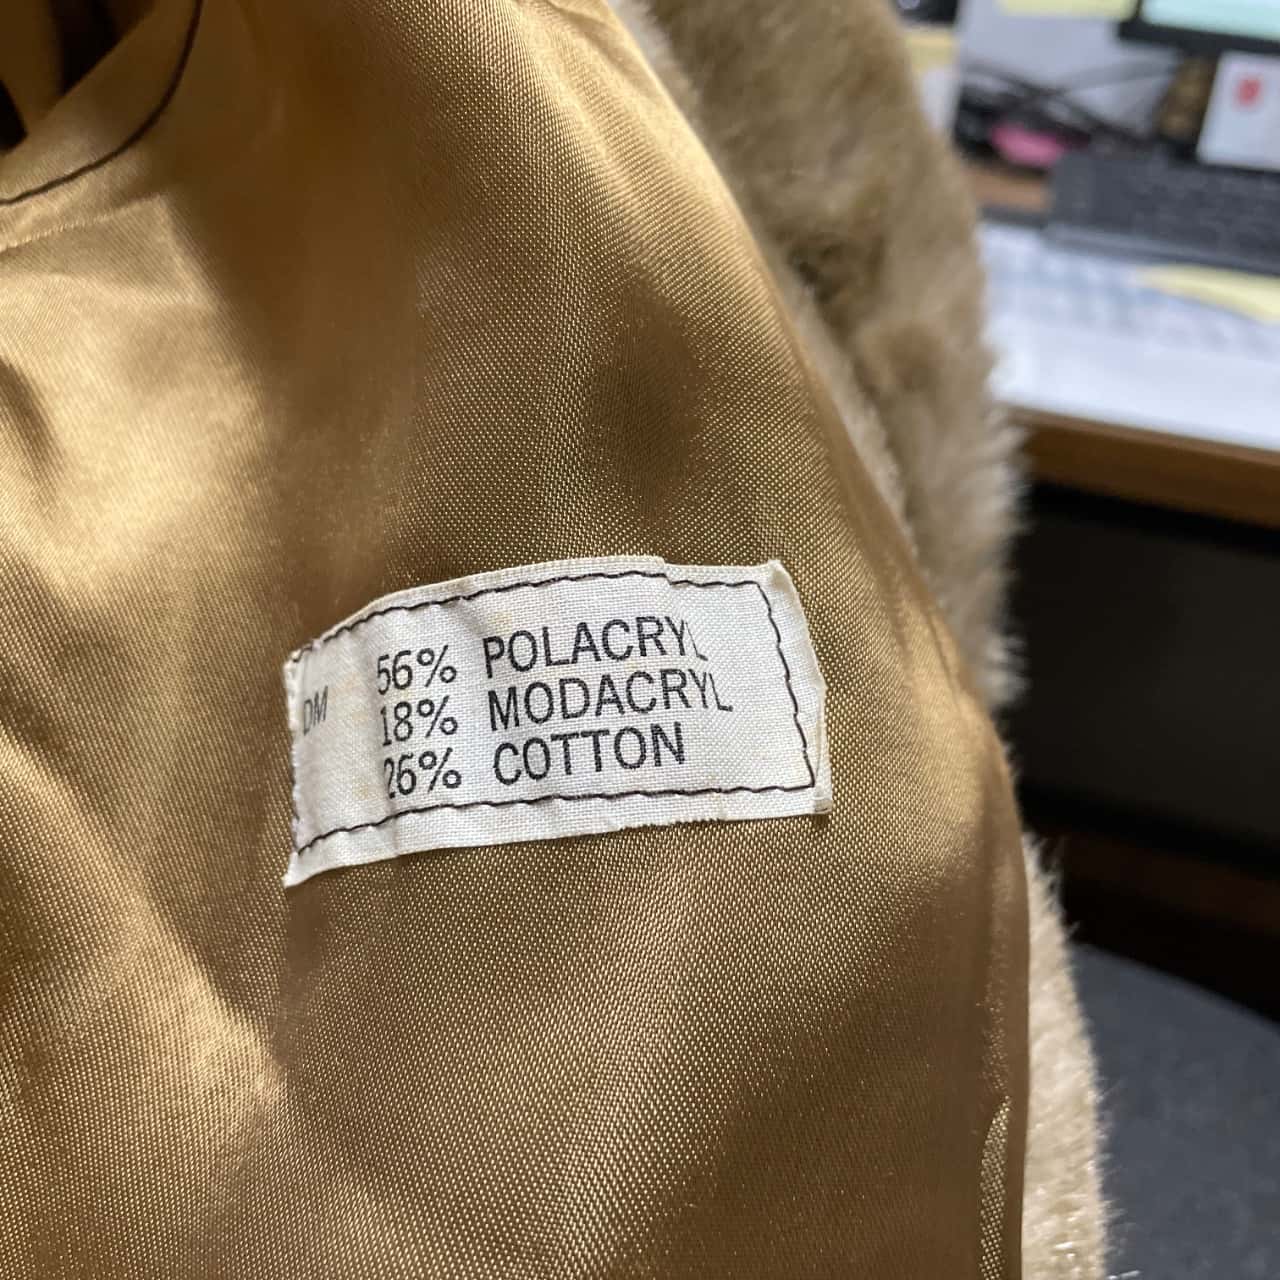 DM
56% POLACRYL
18% MODACRYL
26% COTTON